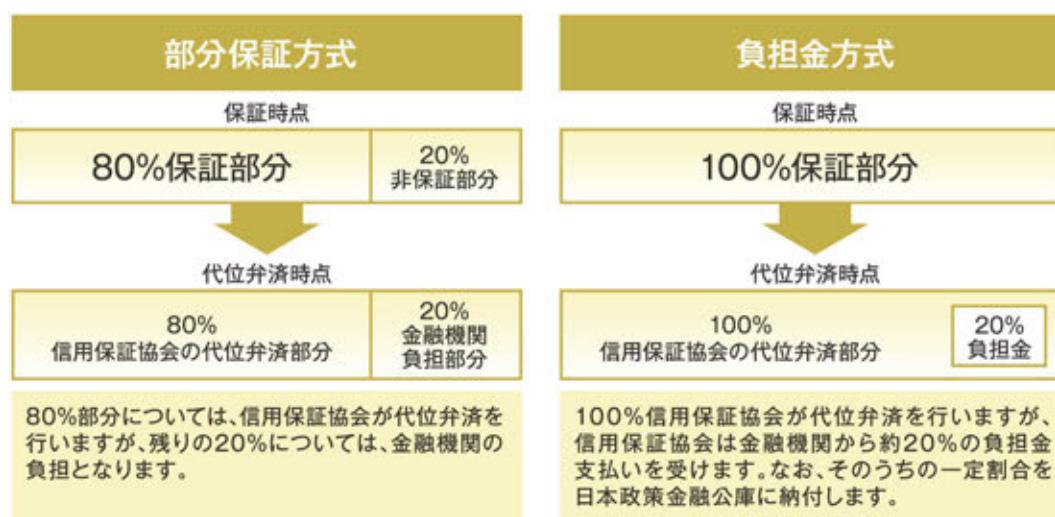 部分保証方式
保証時点
80%保証部分
20%
非保証部分
代位弁済時点
80%
信用保証協会の代位弁済部分
20%
金融機関
負担部分
80%部分については、信用保証協会が代位弁済を
行いますが、残りの20%については、金融機関の
負担となります。
負担金方式
保証時点
100%保証部分
代位弁済時点
100%
信用保証協会の代位弁済部分
20%
負担金
100%信用保証協会が代位弁済を行いますが、
信用保証協会は金融機関から約20%の負担金
支払いを受けます。なお、そのうちの一定割合を
日本政策金融公庫に納付します。